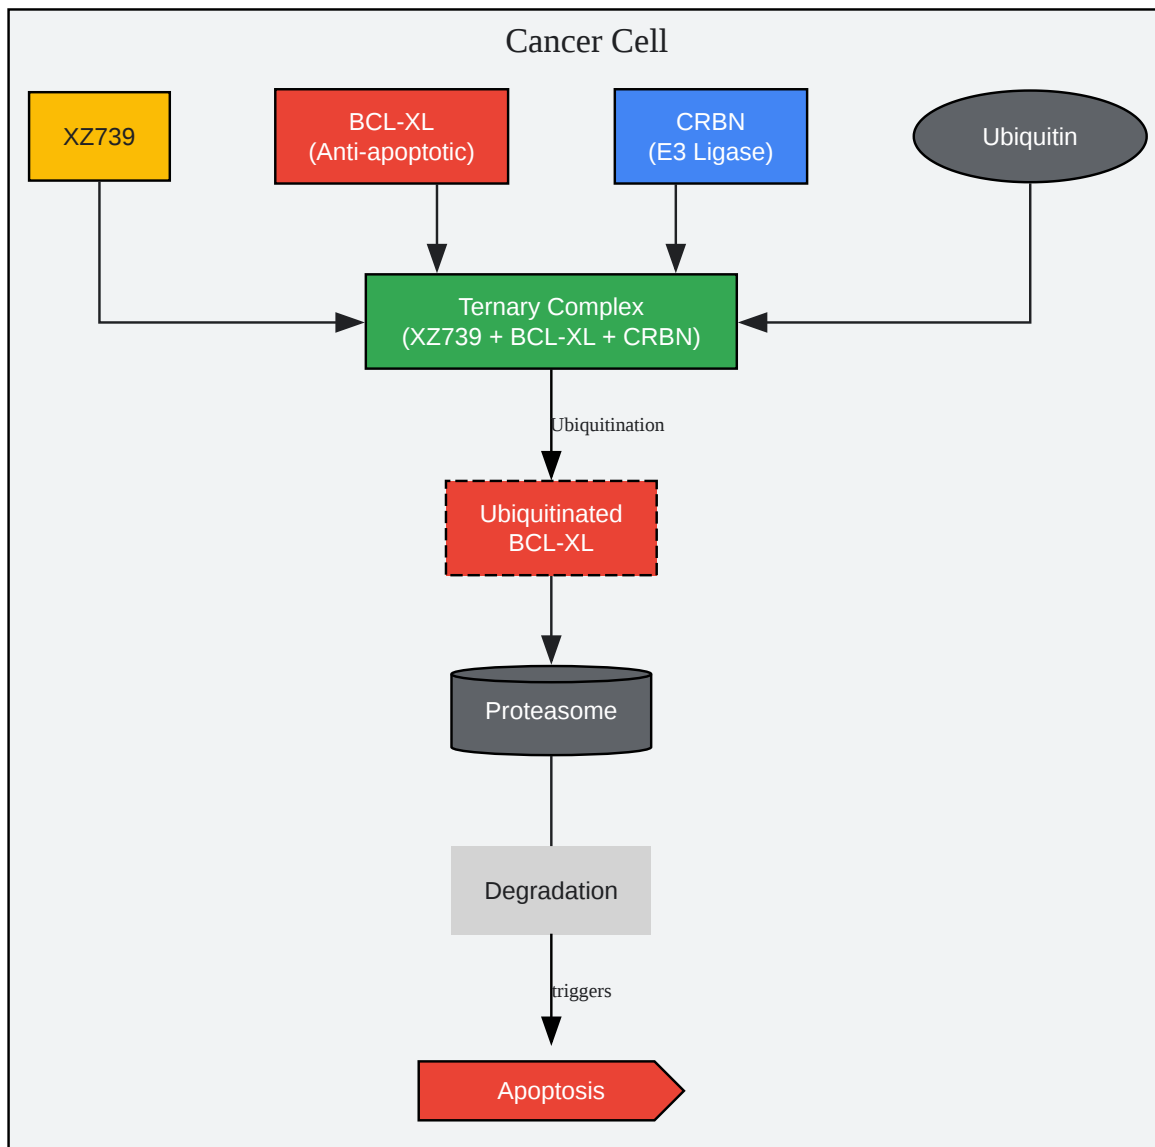 Cancer Cell
XZ739
BCL-XL
(Anti-apoptotic)
CRBN
(E3 Ligase)
Ubiquitin
Ternary Complex
(XZ739 + BCL-XL + CRBN)
Ubiquitination
Ubiquitinated
BCL-XL
Proteasome
Degradation
triggers
Apoptosis